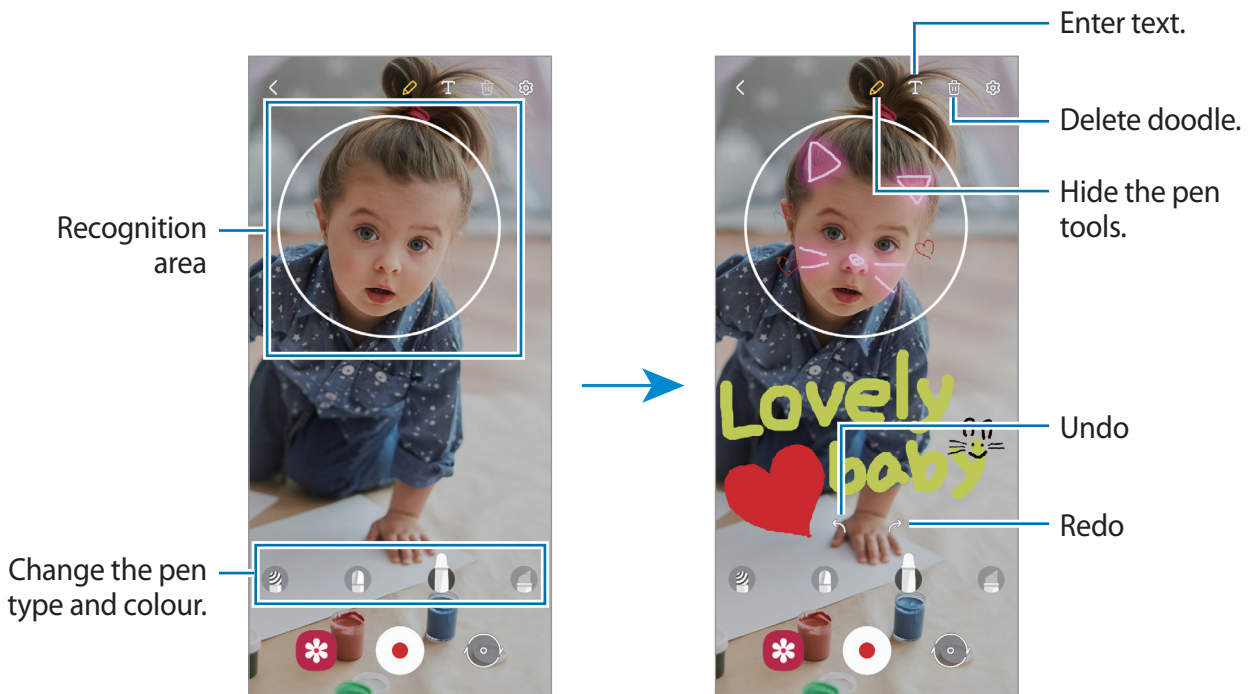 Enter text.
Delete doodle.
Hide the pen
tools.
Recognition
area
Lovely
baby
Undo
Redo
Change the pen
type and colour.